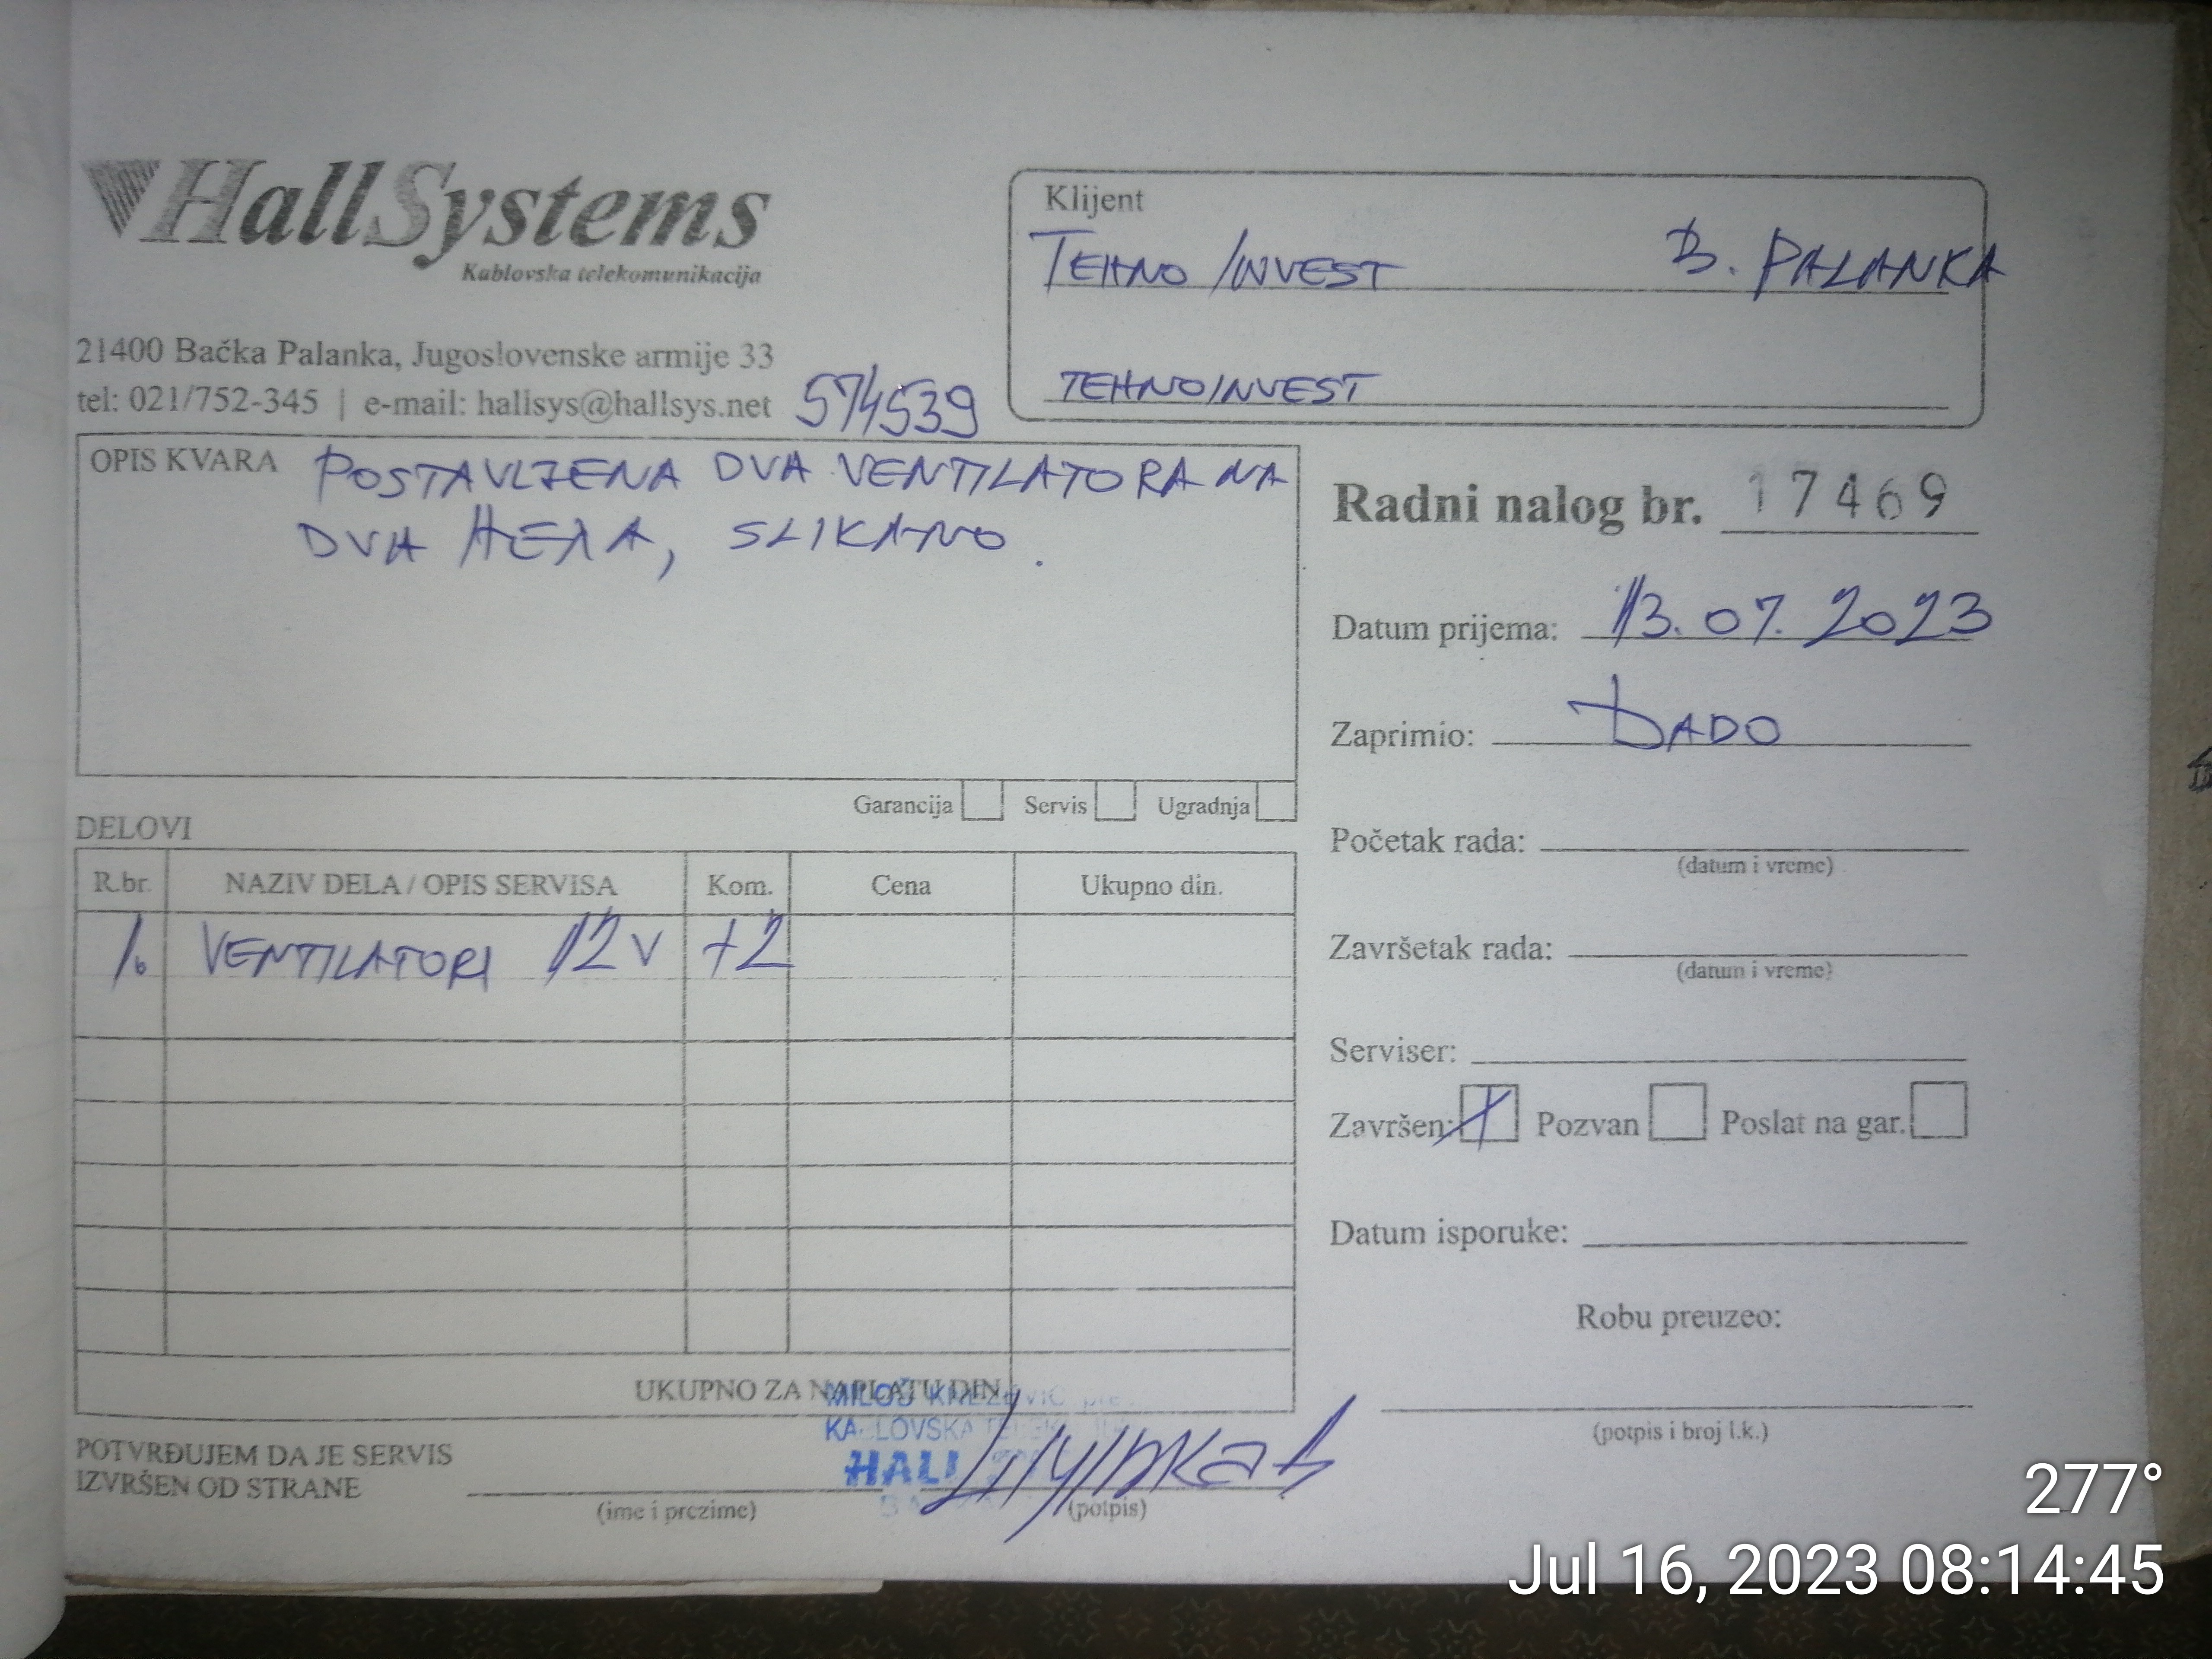 HallSystems
Kablovska telekomunikacija
21400 Bačka Palanka, Jugoslovenske armije 33
tel: 021/752-345 | e-mail: hallsys@hallsys.net 574539
Klijent
TEHNO INVEST B. PALANKA
TEHNOINVEST
OPIS KVARA POSTAVLJENA DVA VENTILATORA NA
DVA , SLIKANO.
Garancija Servis Ugradnja
Radni nalog br. 17469
Datum prijema: 13.07.2023
Zaprimio: DADO
Početak rada:
(datum i vreme)
Završetak rada:
(datum i vreme)
Serviser:
Završen: Pozvan Poslat na gar.
Datum isporuke:
Robu preuzeo:
(potpis i broj l.k.)
DELOVI
R.br. NAZIV DELA / OPIS SERVISA Kom. Cena Ukupno din.
1. VENTILATORI 12V +2
UKUPNO ZA NAPLATU DIN.
MILOŠ KNEŽEVIĆ
POTVRĐUJEM DA JE SERVIS
IZVRŠEN OD STRANE
(ime i prezime) (potpis)
277°
Jul 16, 2023 08:14:45